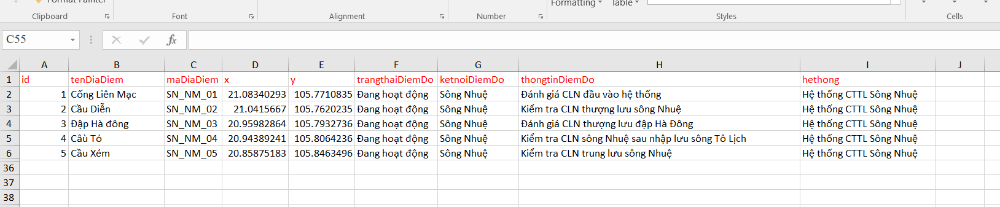 Format Painter
Formatting Table
Clipboard Font Alignment Number Styles Cells
C55 fx
A B C D E F G H I J
1 id tenDiaDiem maDiaDiem x y trangthaiDiemDo ketnoiDiemDo thongtinDiemDo hethong
2 1 Cống Liên Mạc SN_NM_01 21.08340293 105.7710835 Đang hoạt động Sông Nhuệ Đánh giá CLN đầu vào hệ thống Hệ thống CTTL Sông Nhuệ
3 2 Cầu Diễn SN_NM_02 21.0415667 105.7620235 Đang hoạt động Sông Nhuệ Kiểm tra CLN thượng lưu sông Nhuệ Hệ thống CTTL Sông Nhuệ
4 3 Đập Hà đông SN_NM_03 20.95982864 105.7932736 Đang hoạt động Sông Nhuệ Đánh giá CLN thượng lưu đập Hà Đông Hệ thống CTTL Sông Nhuệ
5 4 Câù Tó SN_NM_04 20.94389241 105.8064236 Đang hoạt động Sông Nhuệ Kiểm tra CLN sông Nhuệ sau nhập lưu sông Tô Lịch Hệ thống CTTL Sông Nhuệ
6 5 Cầu Xém SN_NM_05 20.85875183 105.8463496 Đang hoạt động Sông Nhuệ Kiểm tra CLN trung lưu sông Nhuệ Hệ thống CTTL Sông Nhuệ
36
37
38